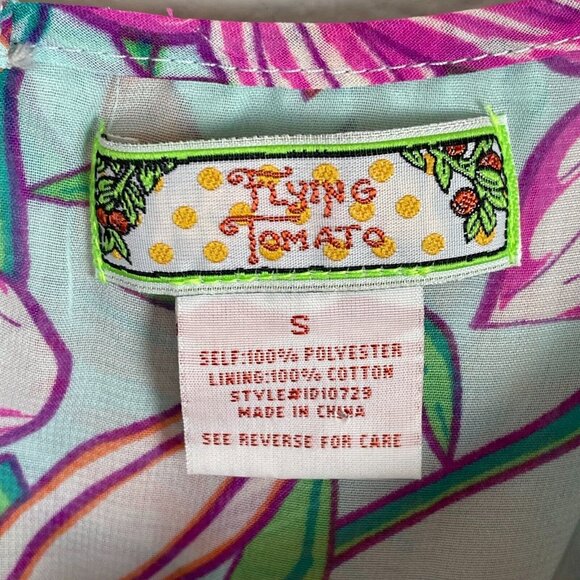 FLYING
TOMATO
S
SELF:100% POLYESTER
LINING:100% COTTON
STYLE#ID10729
MADE IN CHINA
SEE REVERSE FOR CARE